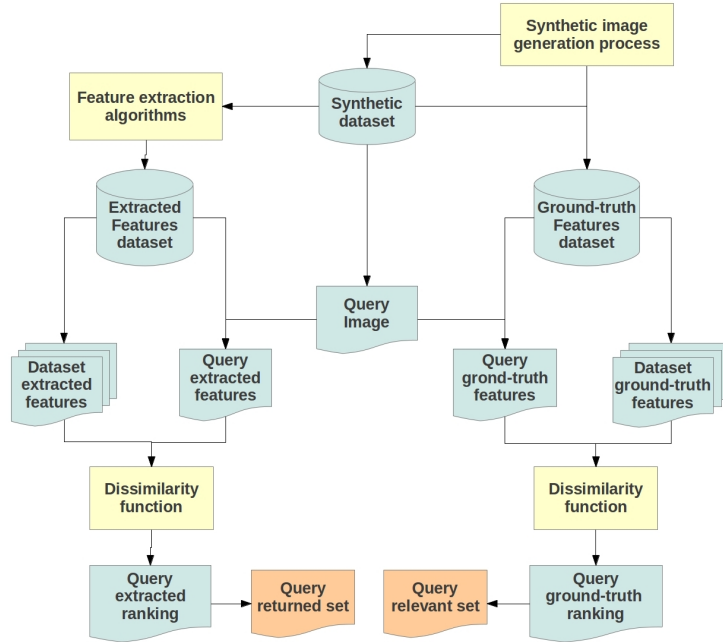 Synthetic image
generation process
Feature extraction
algorithms
Synthetic
dataset
Extracted
Features
dataset
Ground-truth
Features
dataset
Query
Image
Dataset
extracted
features
Query
extracted
features
Query
grond-truth
features
Dataset
ground-truth
features
Dissimilarity
function
Dissimilarity
function
Query
extracted
ranking
Query
returned set
Query
relevant set
Query
ground-truth
ranking